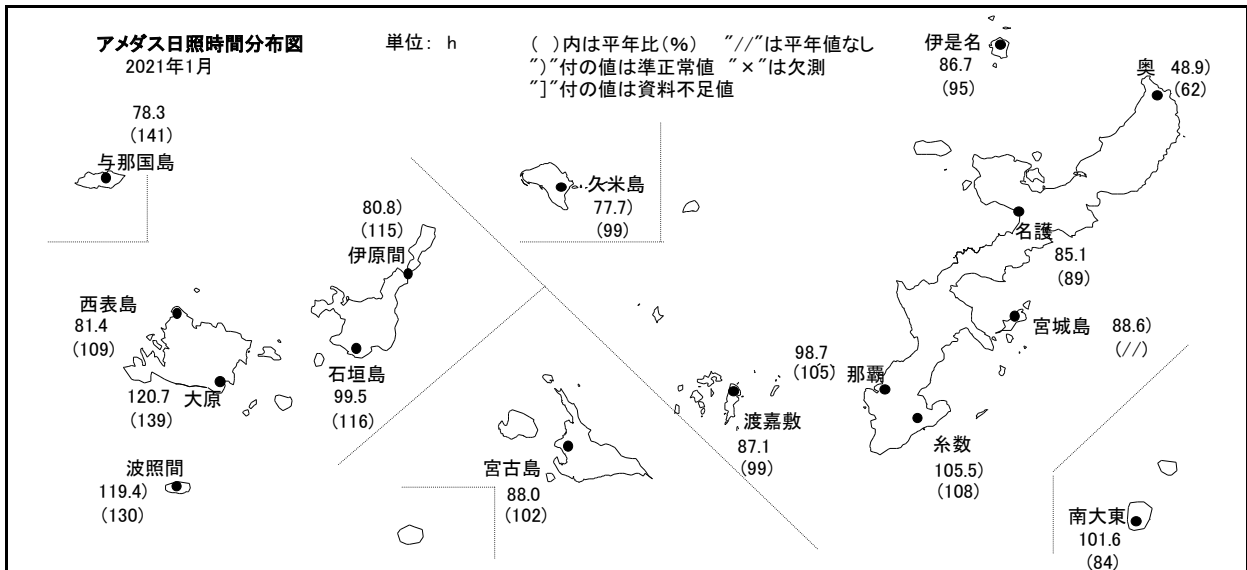 アメダス日照時間分布図
2021年1月
単位: h
( )内は平年比(%) "//"は平年値なし
")"付の値は準正常値 "×"は欠測
"]"付の値は資料不足値
伊是名
86.7
(95)
奥 48.9)
(62)
78.3
(141)
与那国島
久米島
77.7)
(99)
80.8)
(115)
伊原間
名護
85.1
(89)
西表島
81.4
(109)
宮城島 88.6)
(//)
石垣島
99.5
(116)
120.7 大原
(139)
98.7
(105) 那覇
渡嘉敷
87.1
(99)
糸数
105.5)
(108)
波照間
119.4)
(130)
宮古島
88.0
(102)
南大東
101.6
(84)